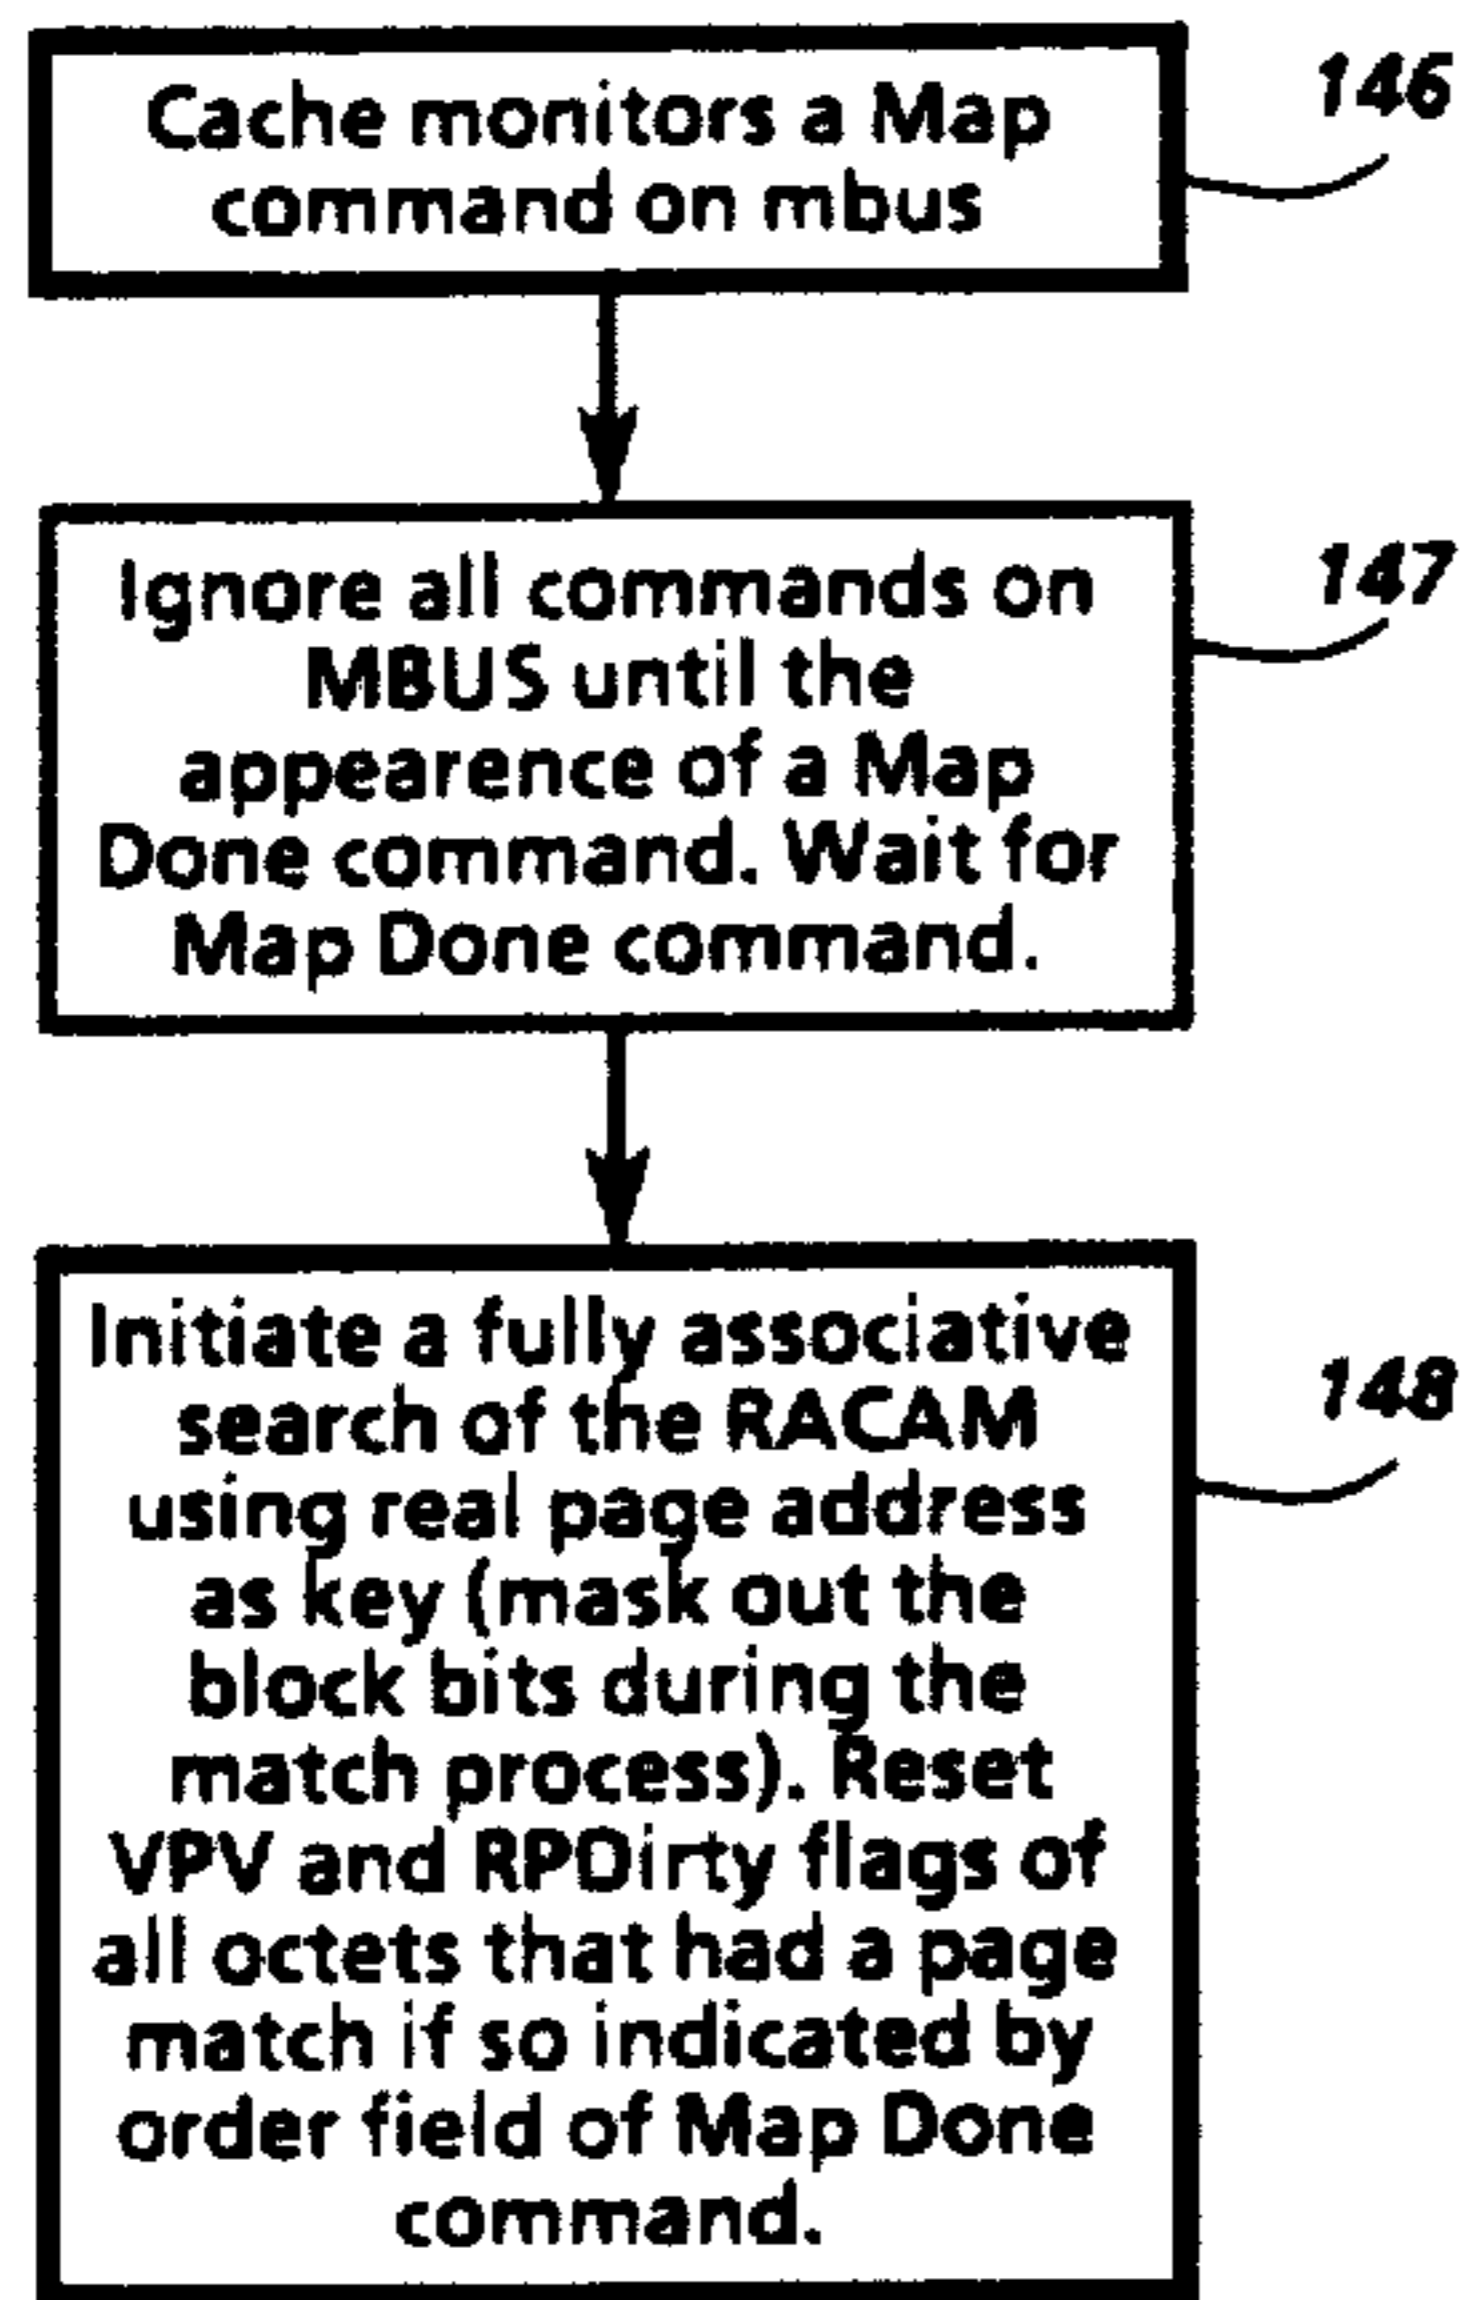 Cache monitors a Map
command on mbus
146
Ignore all commands on
MBUS until the
appearence of a Map
Done command. Wait for
Map Done command.
147
Initiate a fully associative
search of the RACAM
using real page address
as key (mask out the
block bits during the
match process). Reset
VPV and RPDirty flags of
all octets that had a page
match if so indicated by
order field of Map Done
command.
148